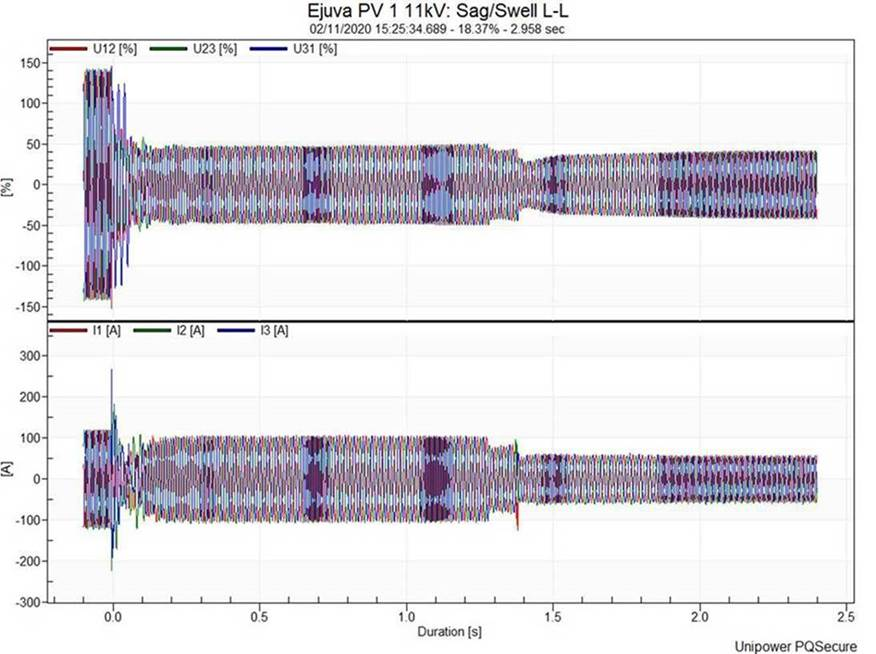 Ejuva PV 1 11kV: Sag/Swell L-L
02/11/2020 15:25:34.689 - 18.37% - 2.958 sec
U12 [%] U23 [%] U31 [%]
150
100
50
0
-50
-100
-150
[%]
I1 [A] I2 [A] I3 [A]
300
200
100
0
-100
-200
-300
[A]
0.0 0.5 1.0 1.5 2.0 2.5
Duration [s]
Unipower PQSecure